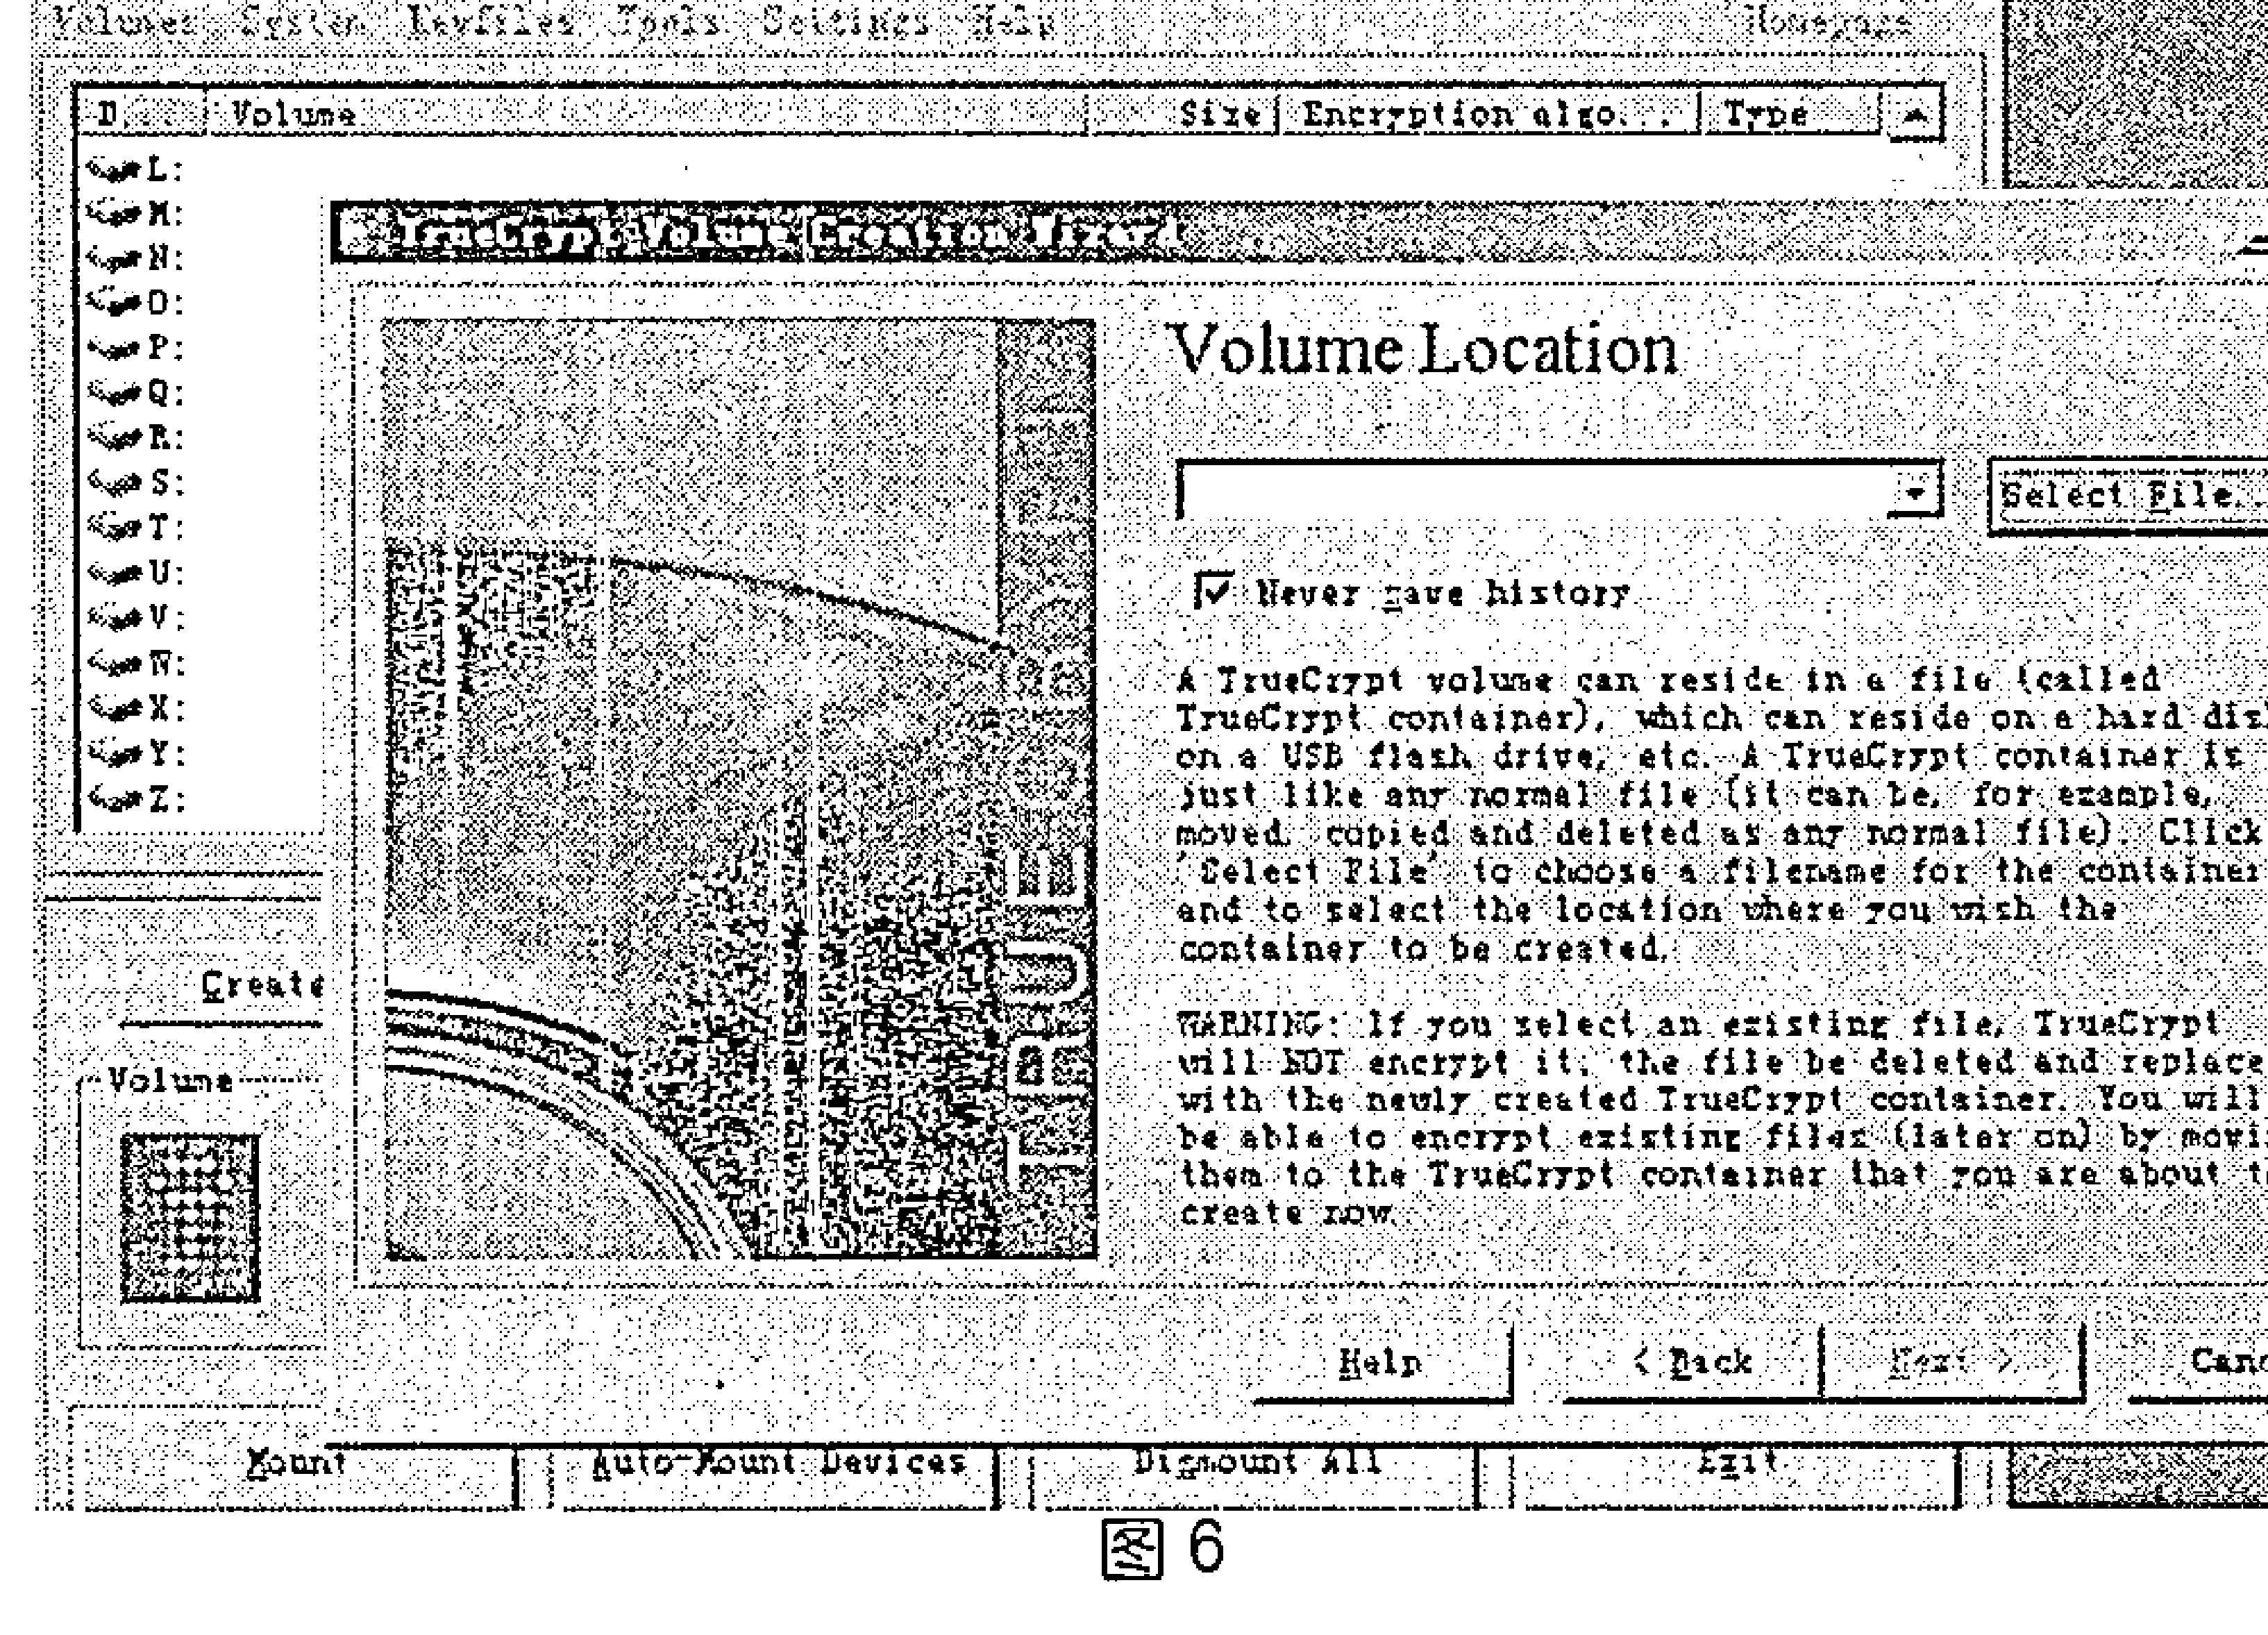 Volumes System Keyfiles Tools Settings Help Homepage
D... Volume Size Encryption algo... Type
L:
M:
N:
O:
P:
Q:
R:
S:
T:
U:
V:
W:
X:
Y:
Z:
Create
Volume
TrueCrypt Volume Creation Wizard
TRUE
Volume Location
Select File..
Never save history
A TrueCrypt volume can reside in a file (called
TrueCrypt container), which can reside on a hard dis
on a USB flash drive, etc. A TrueCrypt container is
just like any normal file (it can be, for example,
moved, copied and deleted as any normal file). Click
'Select File' to choose a filename for the container
and to select the location where you wish the
container to be created.
WARNING: If you select an existing file, TrueCrypt
will NOT encrypt it; the file be deleted and replace
with the newly created TrueCrypt container. You will
be able to encrypt existing files (later on) by movi
them to the TrueCrypt container that you are about t
create now.
Help < Back Next > Canc
Mount Auto-Mount Devices Dismount All Exit
图 6